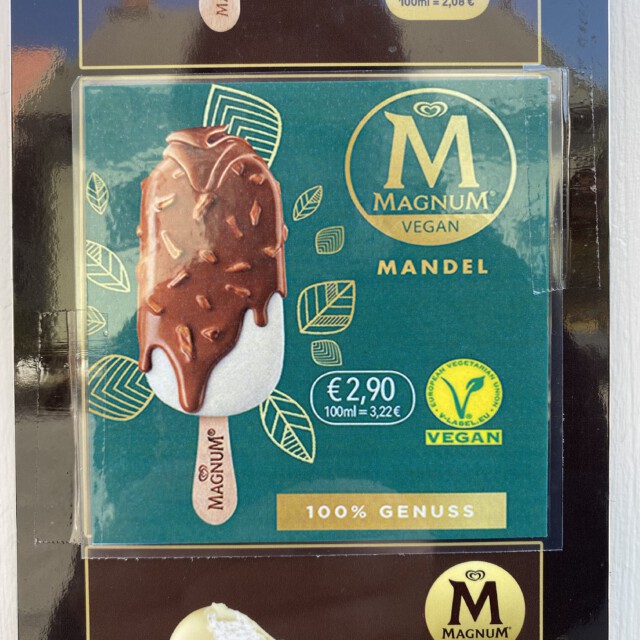 100ml = 2,08 €
M
MAGNUM®
VEGAN
MANDEL
€ 2,90
100ml = 3,22 €
EUROPEAN VEGETARIAN UNION
V-LABEL.EU
VEGAN
MAGNUM®
100% GENUSS
M
MAGNUM